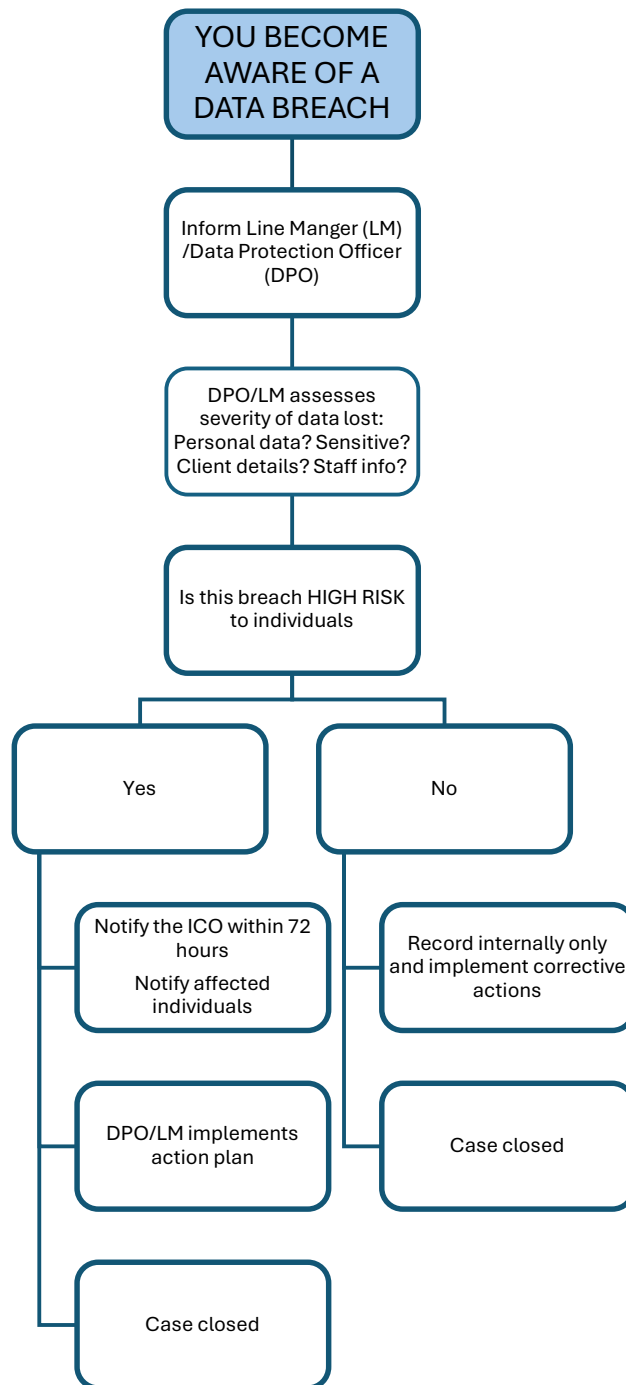 YOU BECOME
AWARE OF A
DATA BREACH
Inform Line Manger (LM)
/Data Protection Officer
(DPO)
DPO/LM assesses
severity of data lost:
Personal data? Sensitive?
Client details? Staff info?
Is this breach HIGH RISK
to individuals
Yes
No
Notify the ICO within 72
hours
Notify affected
individuals
Record internally only
and implement corrective
actions
DPO/LM implements
action plan
Case closed
Case closed